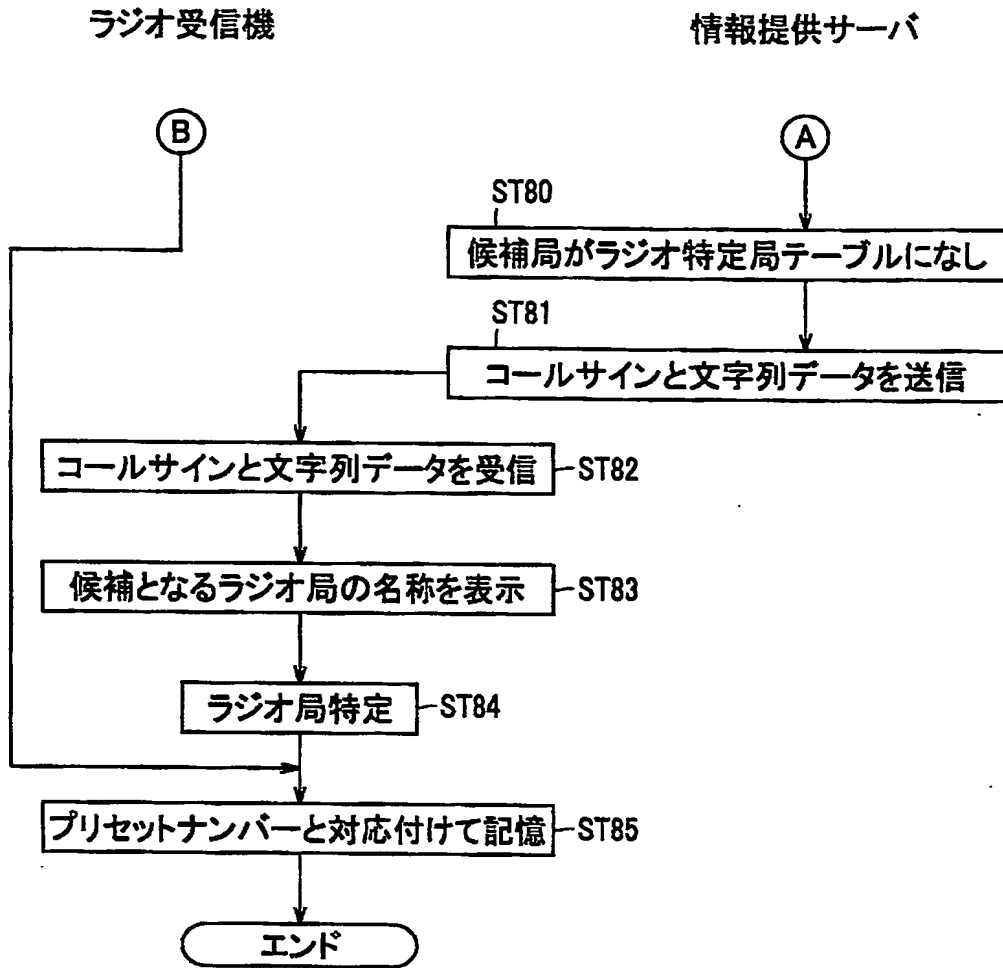 ラジオ受信機
情報提供サーバ
B
A
ST80
候補局がラジオ特定局テーブルになし
ST81
コールサインと文字列データを送信
コールサインと文字列データを受信
ST82
候補となるラジオ局の名称を表示
ST83
ラジオ局特定
ST84
プリセットナンバーと対応付けて記憶
ST85
エンド